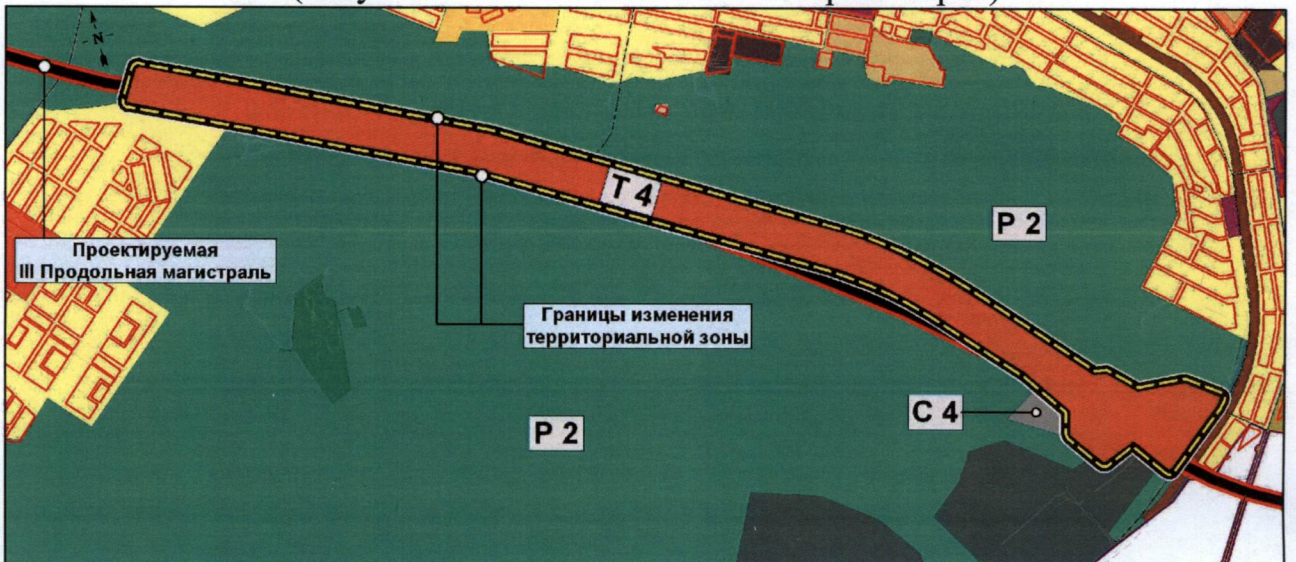 N
Т 4
Р 2
Проектируемая
III Продольная магистраль
Границы изменения
территориальной зоны
С 4
Р 2